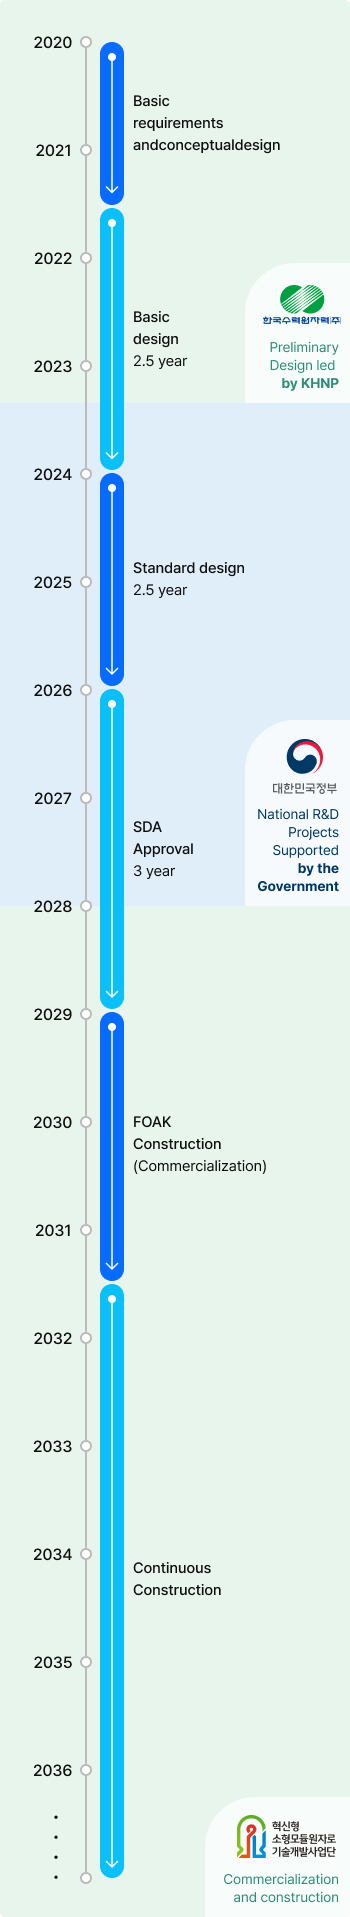 2020
Basic
requirements
andconceptualdesign
2021
2022
한국수력원자력(주)
Basic
design
2.5 year
Preliminary
Design led
by KHNP
2023
2024
Standard design
2.5 year
2025
2026
대한민국정부
2027
National R&D
Projects
Supported
by the
Government
SDA
Approval
3 year
2028
2029
2030
FOAK
Construction
(Commercialization)
2031
2032
2033
2034
Continuous
Construction
2035
2036
혁신형
소형모듈원자로
기술개발사업단
Commercialization
and construction